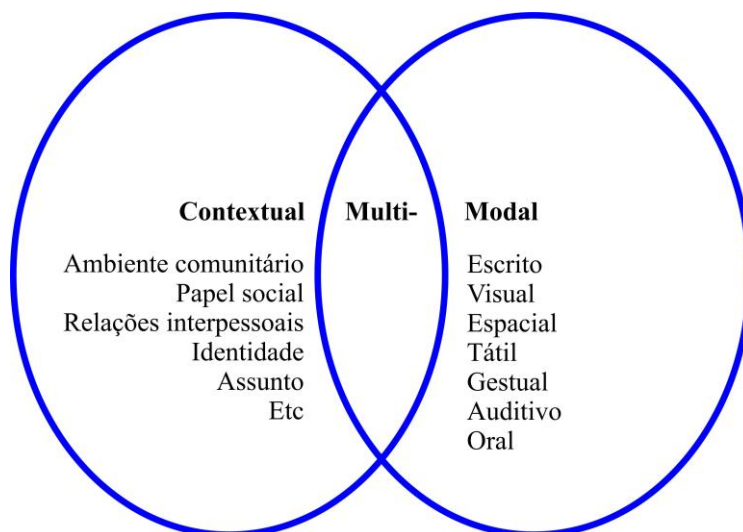 Contextual Multi- Modal
Ambiente comunitário
Papel social
Relações interpessoais
Identidade
Assunto
Etc
Escrito
Visual
Espacial
Tátil
Gestual
Auditivo
Oral